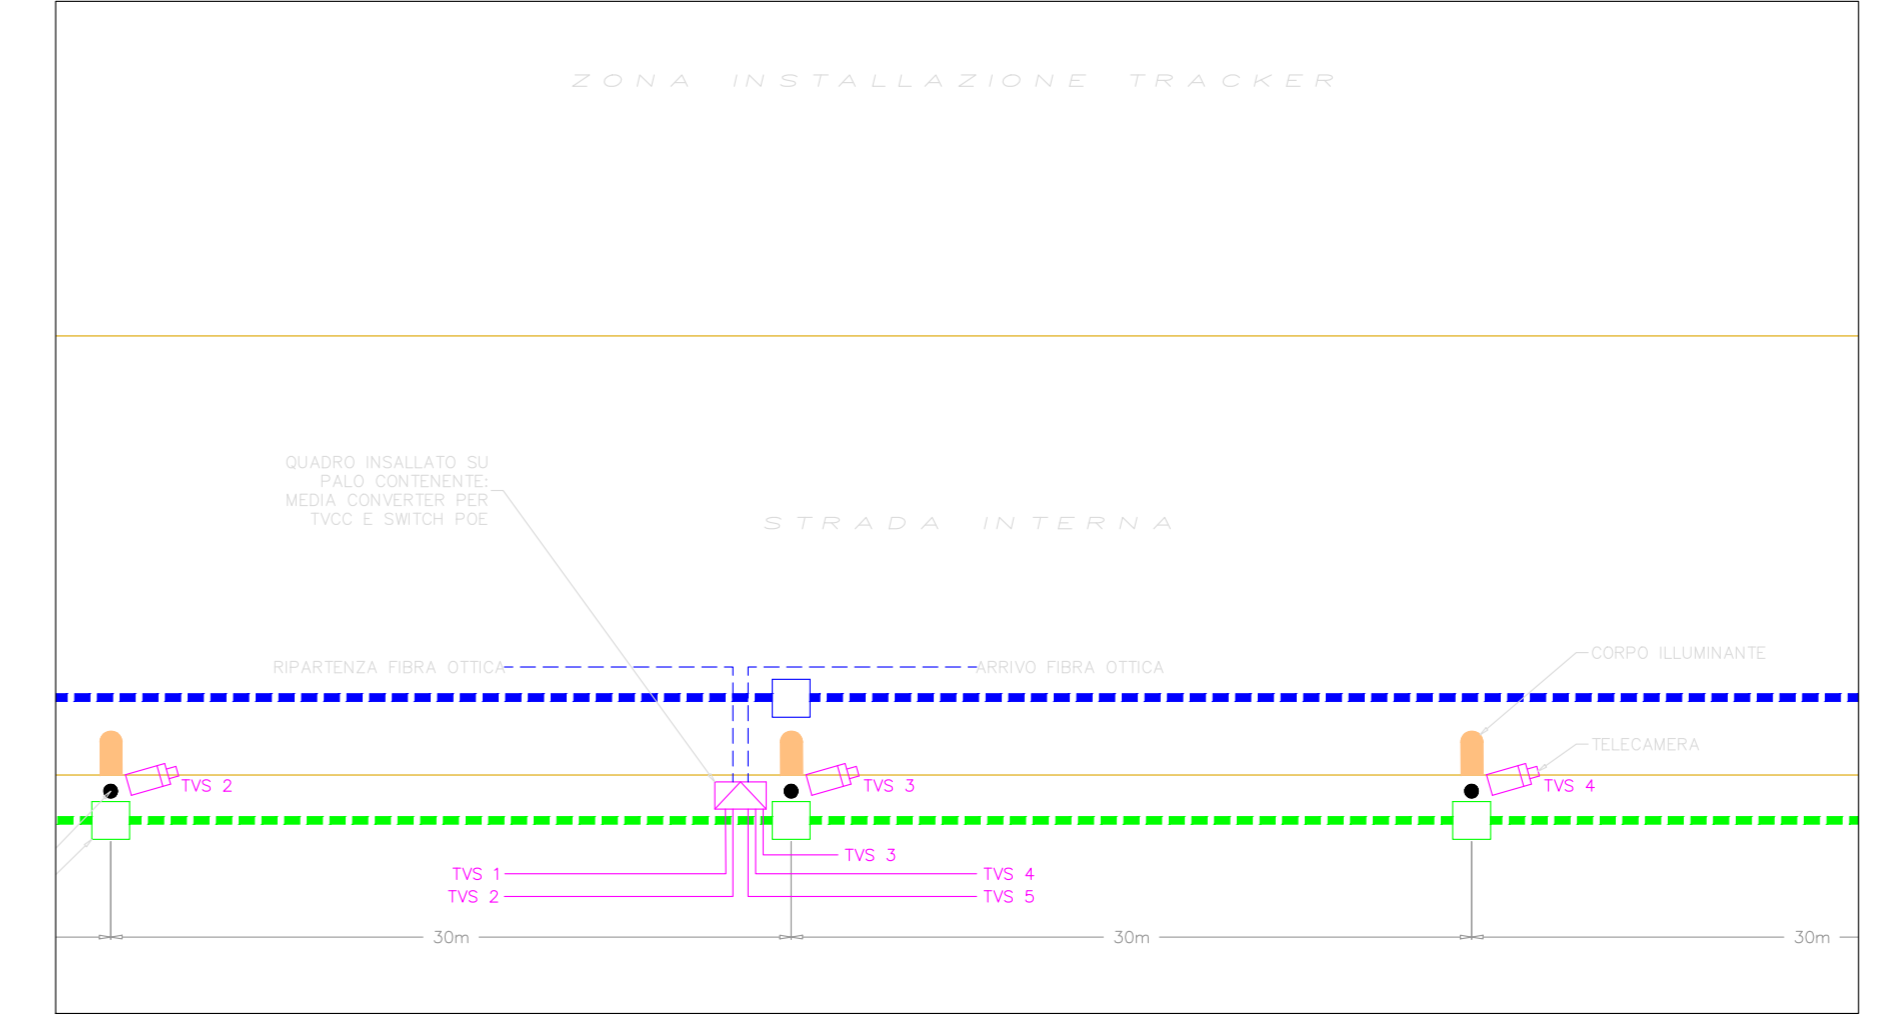 ZONA INSTALLAZIONE TRACKER
QUADRO INSALLATO SU
PALO CONTENENTE:
MEDIA CONVERTER PER
TVCC E SWITCH POE
STRADA INTERNA
RIPARTENZA FIBRA OTTICA
ARRIVO FIBRA OTTICA
CORPO ILLUMINANTE
TELECAMERA
TVS 2
TVS 3
TVS 4
TVS 3
TVS 1
TVS 4
TVS 2
TVS 5
30m
30m
30m